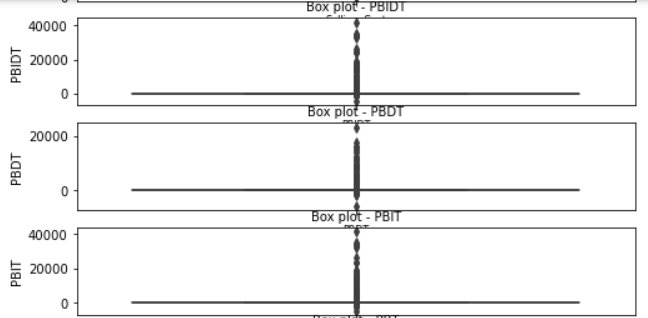 Box plot - PBIDT
40000
20000
0
PBIDT
Box plot - PBDT
20000
0
PBDT
Box plot - PBIT
40000
20000
0
PBIT